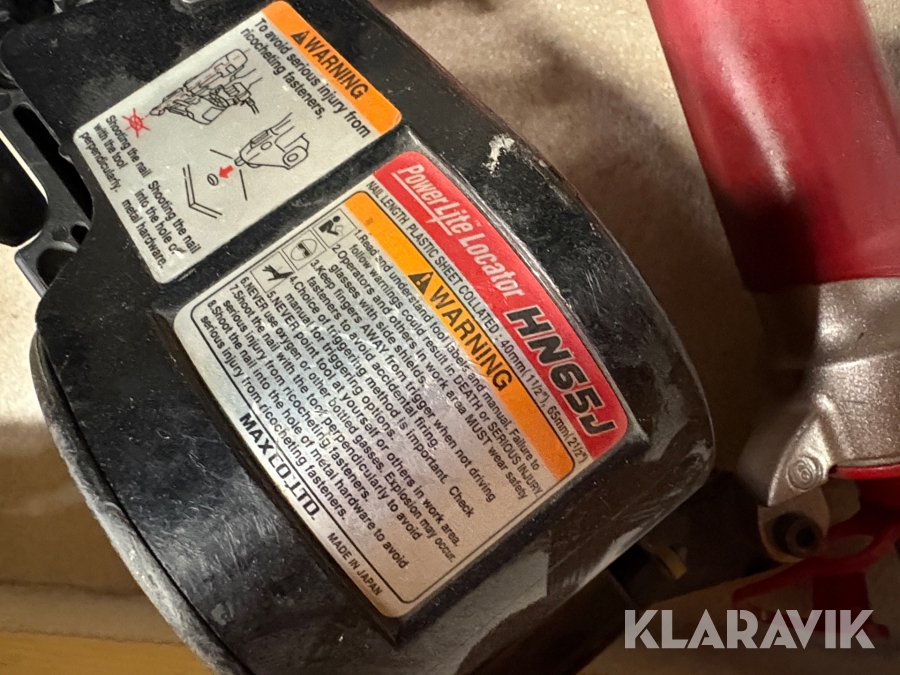 WARNING
To avoid serious injury from
ricocheting fasteners,
Shooting the nail
with the tool
perpendicularly.
Shooting the nail
into the hole of
metal hardware.
PowerLite Locator HN65J
NAIL LENGTH PLASTIC SHEET COLLATED : 40mm(11/2"), 65mm(21/2")
WARNING
1.Read and understand tool labels and manual. Failure to
follow warnings could result in DEATH or SERIOUS INJURY.
2.Operators and others in work area MUST wear safety
glasses with side shields.
3.Keep fingers AWAY from trigger when not driving
fasteners to avoid accidental firing.
4.Choice of triggering method is important. Check
manual for triggering options.
5.NEVER point tool at yourself or others in work area.
6.NEVER use oxygen or other bottled gases. Explosion may occur.
7.Shoot the nail with the tool perpendicularly to avoid
serious injury from ricocheting fasteners.
8.Shoot the nail into the hole of metal hardware to avoid
serious injury from ricocheting fasteners.
MAX CO.,LTD.
MADE IN JAPAN
KLARAVIK